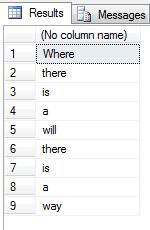 Results Messages
(No column name)
1 Where
2 there
3 is
4 a
5 will
6 there
7 is
8 a
9 way